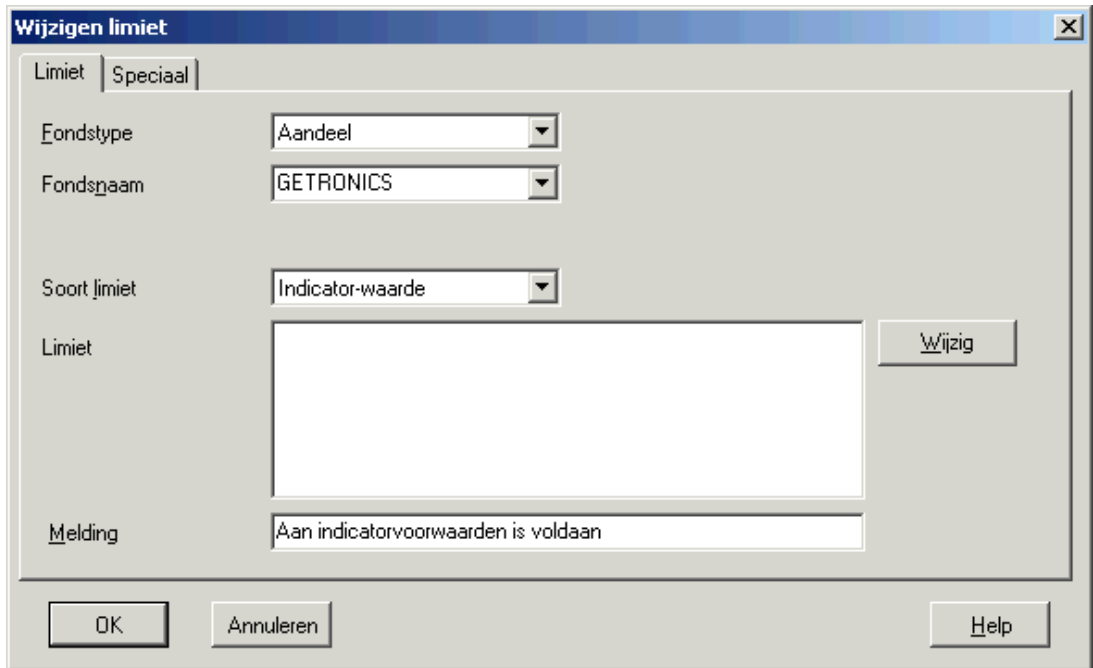 Wijzigen limiet
Limiet Speciaal
Fondstype Aandeel
Fondsnaam GETRONICS
Soort limiet Indicator-waarde
Limiet Wijzig
Melding Aan indicatorvoorwaarden is voldaan
OK Annuleren Help